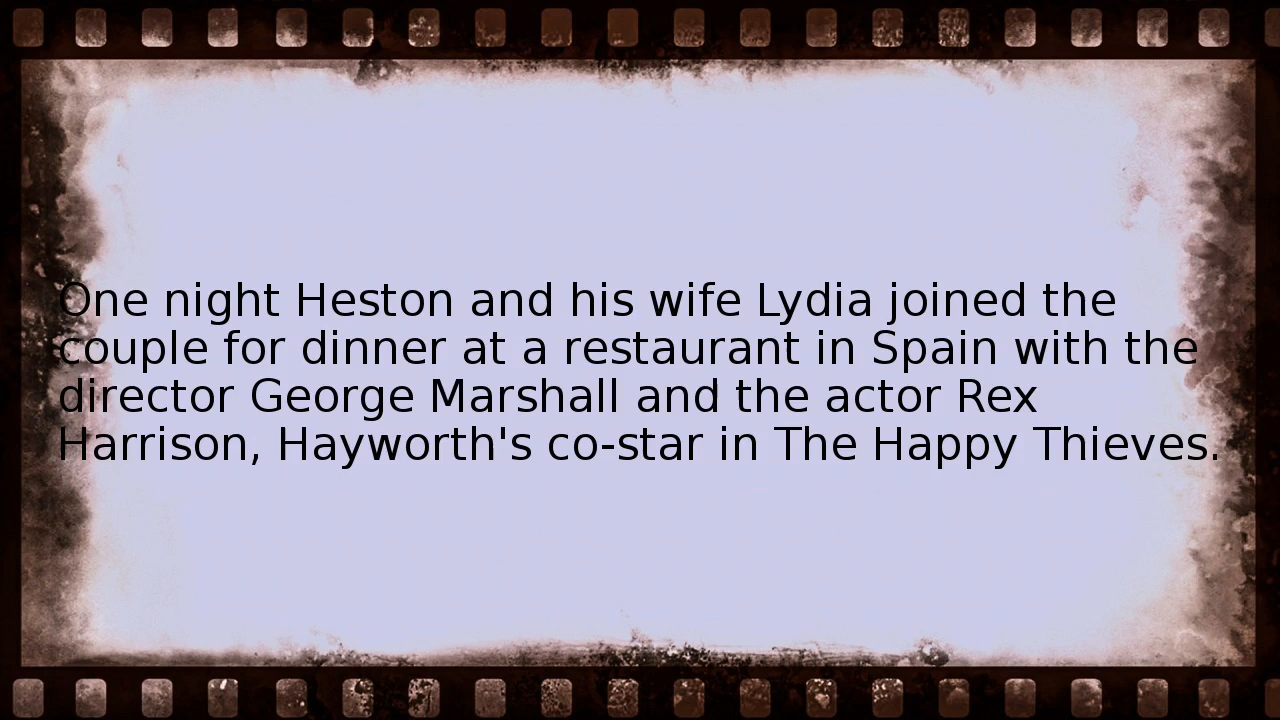 One night Heston and his wife Lydia joined the
couple for dinner at a restaurant in Spain with the
director George Marshall and the actor Rex
Harrison, Hayworth's co-star in The Happy Thieves.